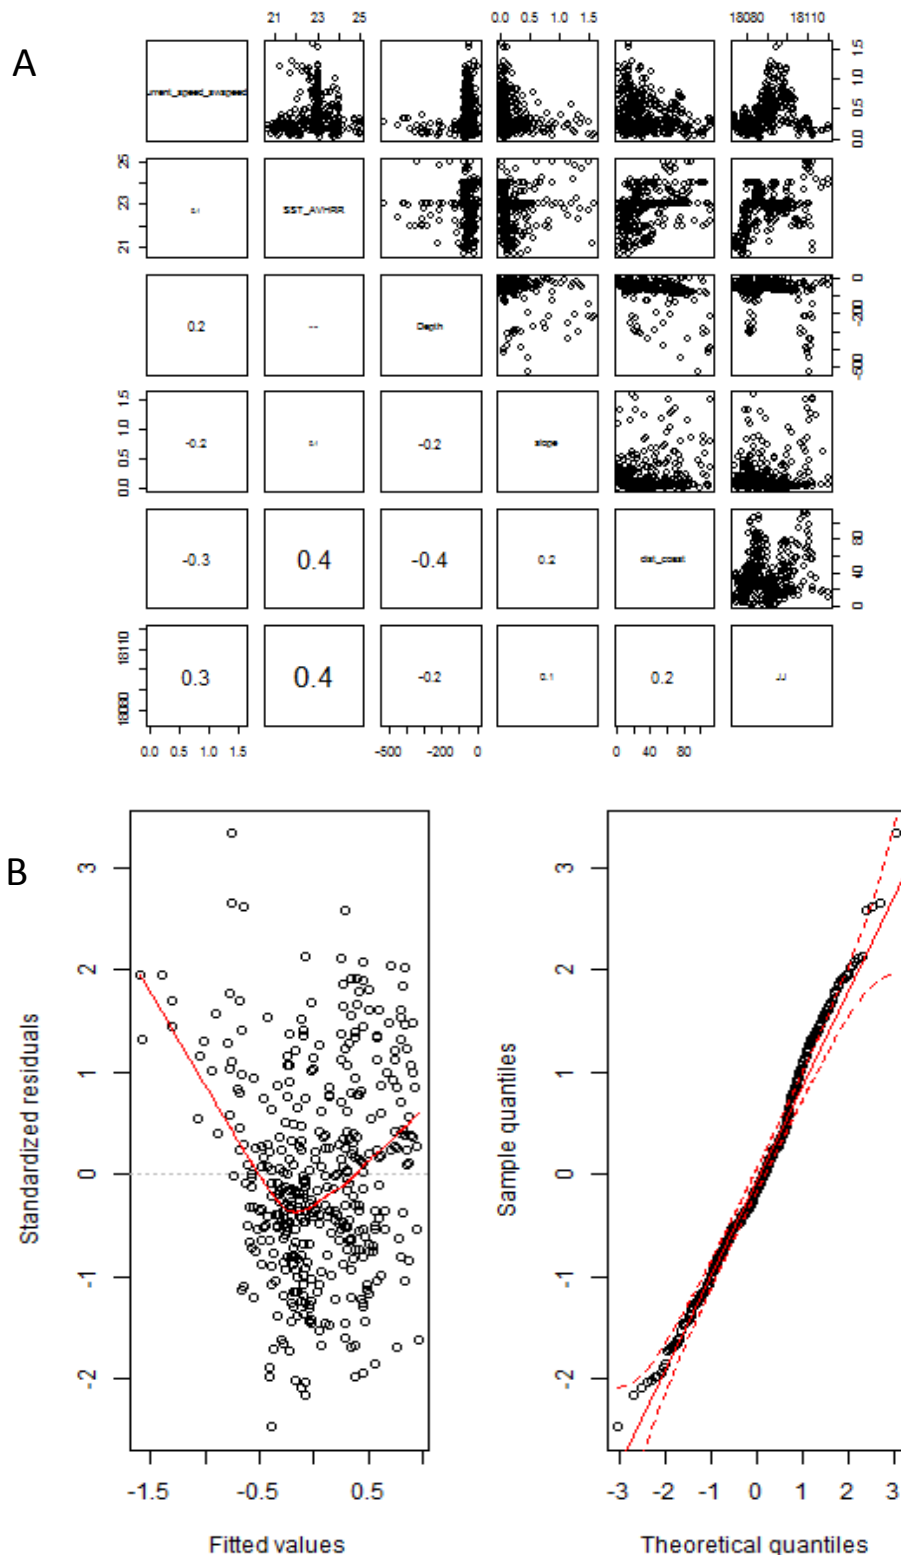 21 23 25 0.0 0.5 1.0 1.5 18080 18110
A
0.0 0.5 1.0 1.5
21 23 25
SST_AVHRR
0.2 -- Depth
-500 -200 0
0.0 0.5 1.0 1.5
-0.2 0.1 -0.2 slope
-0.3 0.4 -0.4 0.2 dist_coast
0 40 80
18080 18110
0.3 0.4 -0.2 0.1 0.2 JJ
0.0 0.5 1.0 1.5 -500 -200 0 0 40 80
B
Standardized residuals
-2 -1 0 1 2 3
-1.5 -0.5 0.5
Fitted values
Sample quantiles
-2 -1 0 1 2 3
-3 -2 -1 0 1 2 3
Theoretical quantiles